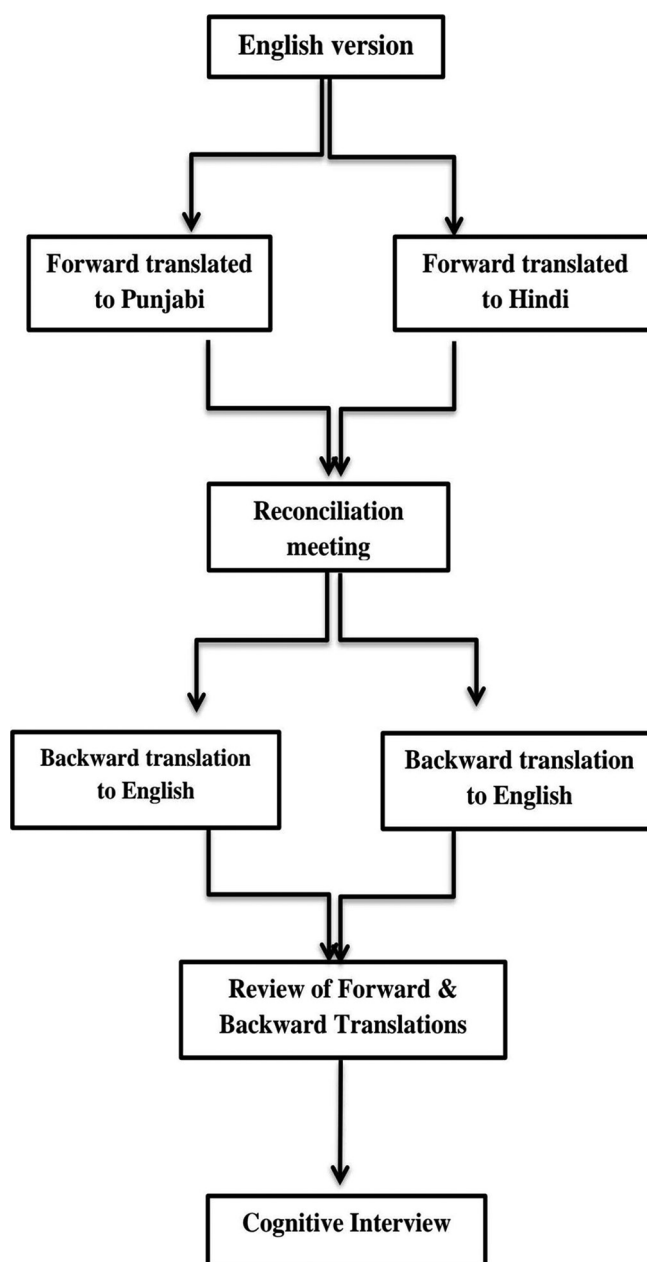 English version
Forward translated
to Punjabi
Forward translated
to Hindi
Reconciliation
meeting
Backward translation
to English
Backward translation
to English
Review of Forward &
Backward Translations
Cognitive Interview